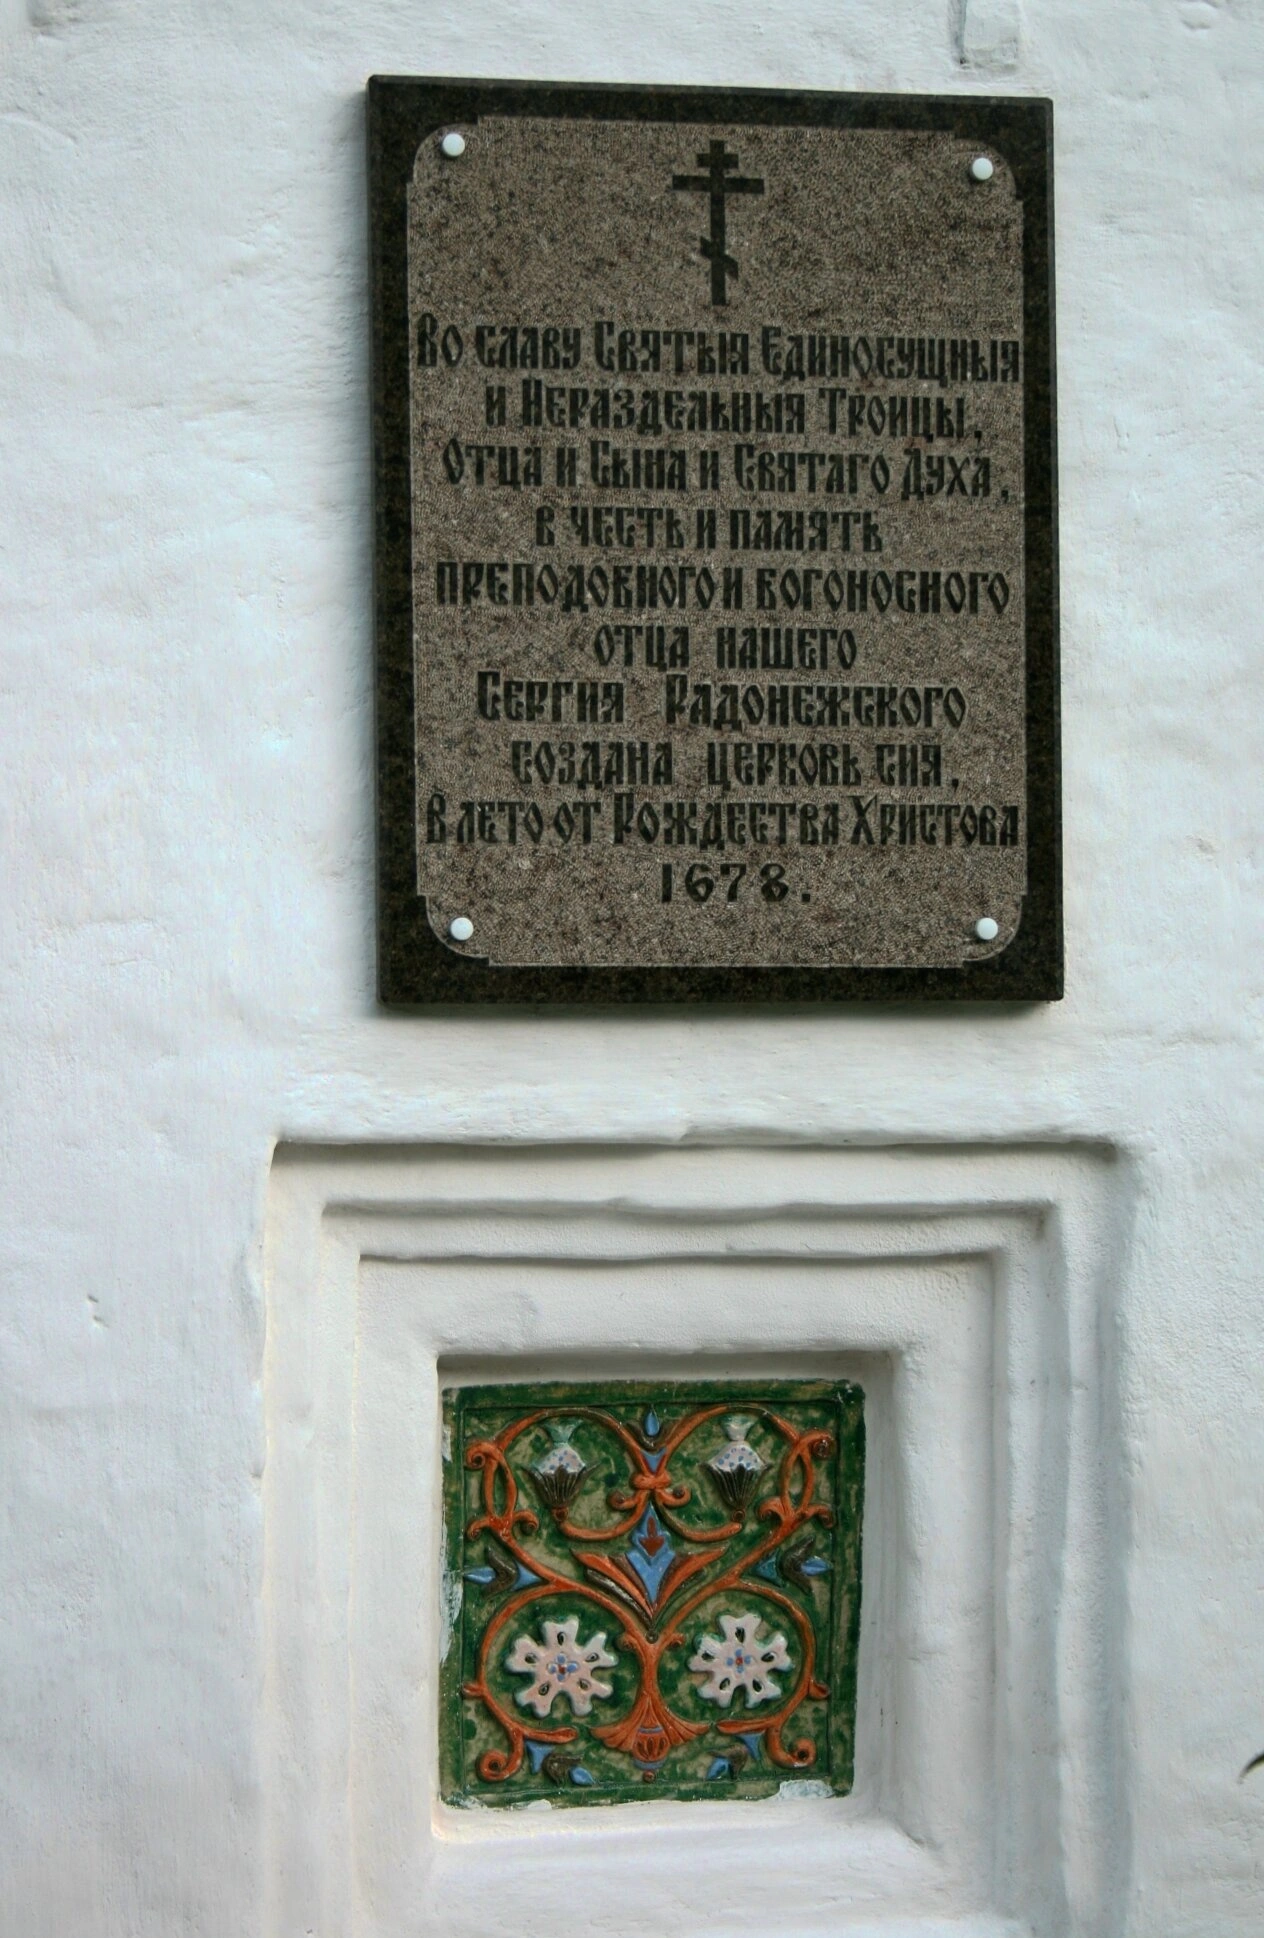 Во славу Святыя Единосущныя
и Нераздельныя Троицы,
Отца и Сына и Святаго Духа,
в честь и память
преподобного и богоносного
отца нашего
Сергия Радонежского
создана церковь сия,
в лето от Рождества Христова
1678.